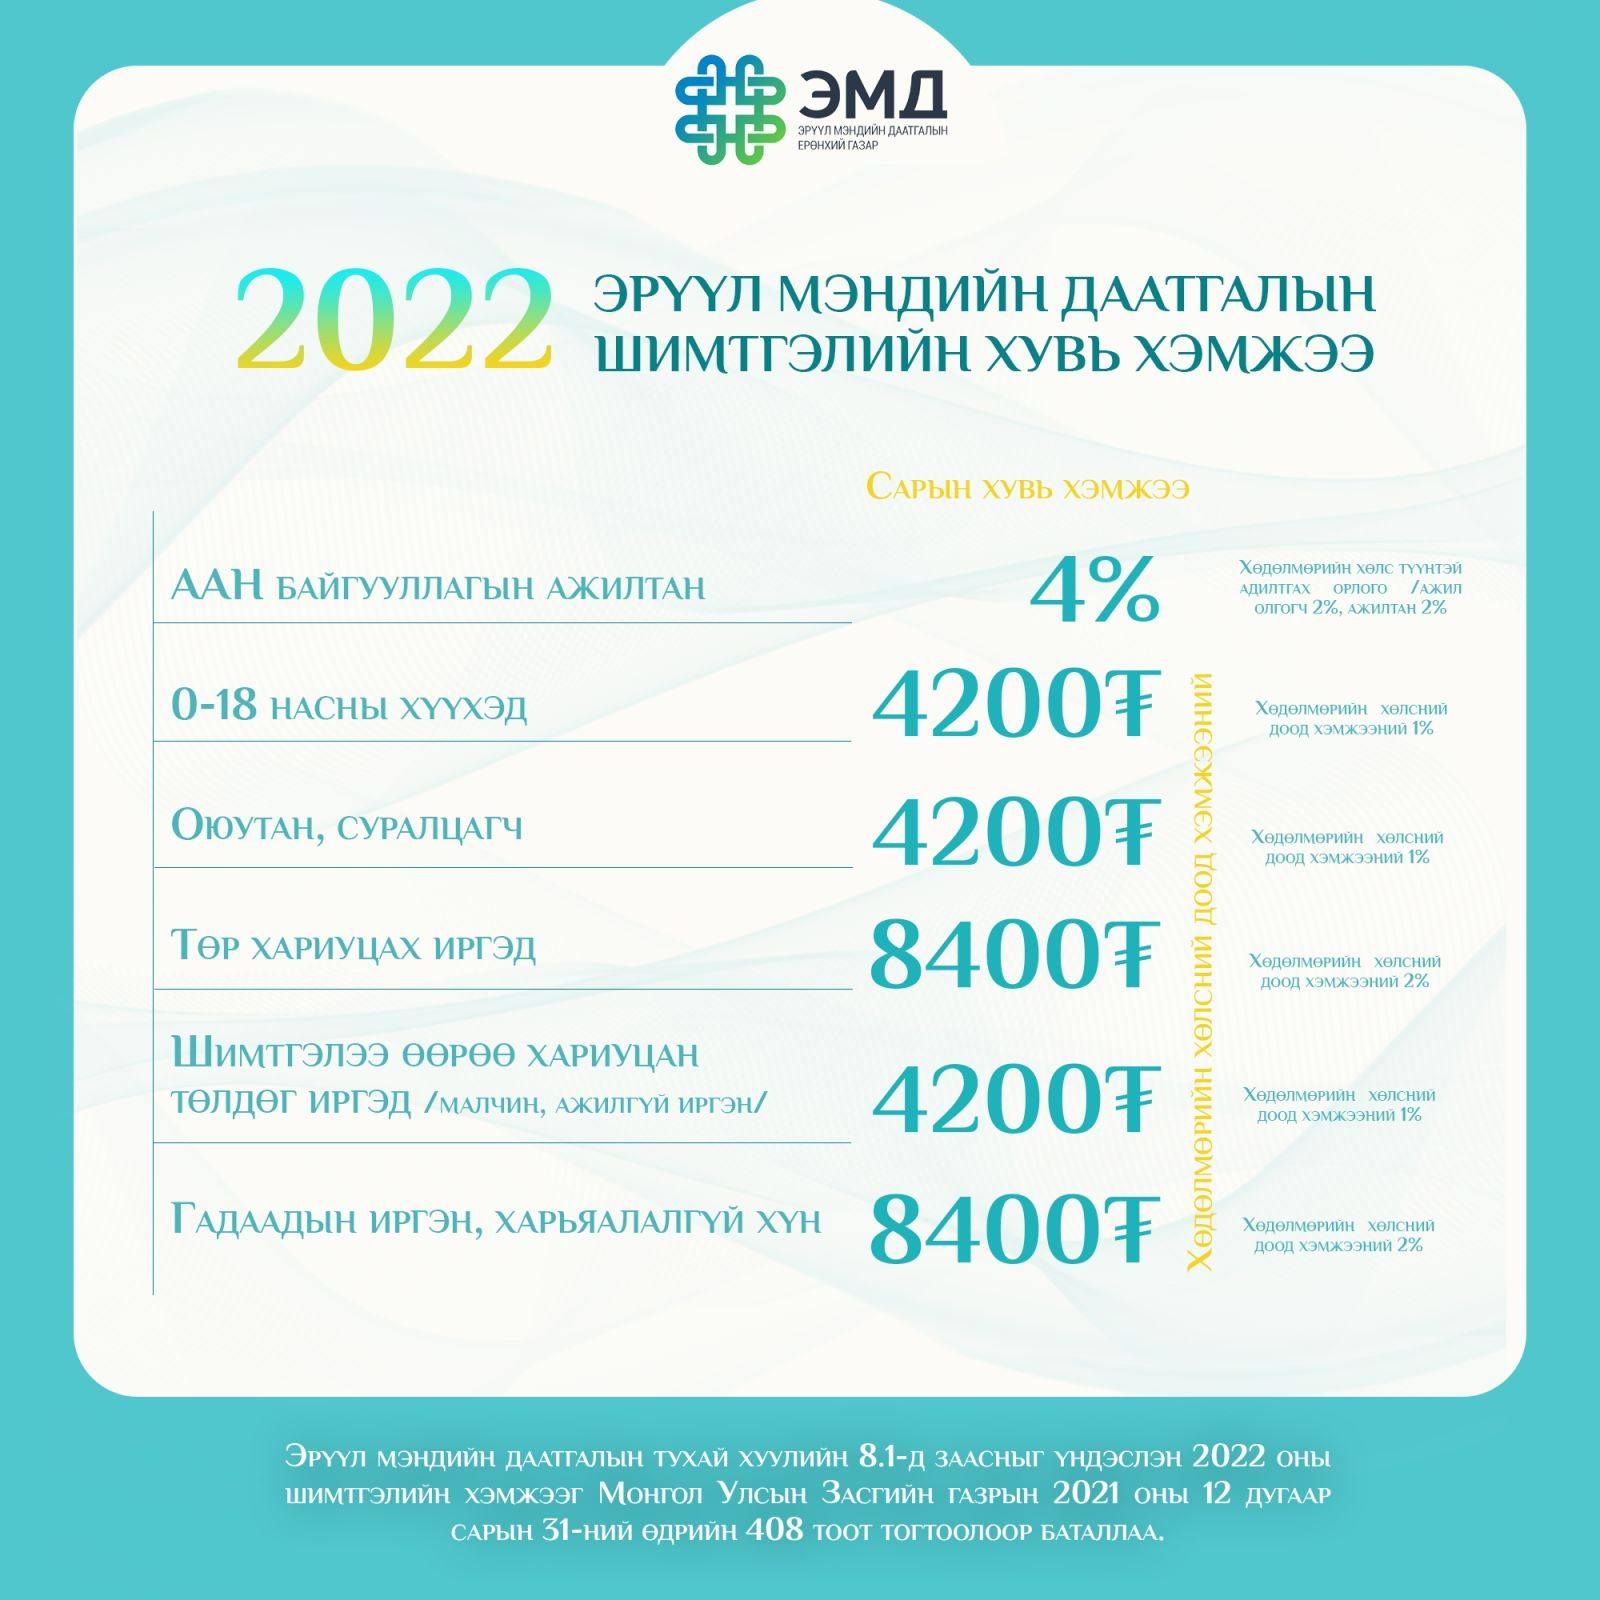 ЭМД
ЭРҮҮЛ МЭНДИЙН ДААТГАЛЫН
ЕРӨНХИЙ ГАЗАР
2022
ЭРҮҮЛ МЭНДИЙН ДААТГАЛЫН
ШИМТГЭЛИЙН ХУВЬ ХЭМЖЭЭ
Сарын хувь хэмжээ
ААН байгууллагын ажилтан
4%
Хөдөлмөрийн хөлс түүнтэй
адилтгах орлого /ажил
олгогч 2%, ажилтан 2%
0-18 насны хүүхэд
4200₮
Хөдөлмөрийн хөлсний
доод хэмжээний 1%
Оюутан, суралцагч
4200₮
Хөдөлмөрийн хөлсний
доод хэмжээний 1%
Төр хариуцах иргэд
8400₮
Хөдөлмөрийн хөлсний
доод хэмжээний 2%
Шимтгэлээ өөрөө хариуцан
төлдөг иргэд /малчин, ажилгүй иргэн/
4200₮
Хөдөлмөрийн хөлсний
доод хэмжээний 1%
Гадаадын иргэн, харьяалалгүй хүн
8400₮
Хөдөлмөрийн хөлсний
доод хэмжээний 2%
Хөдөлмөрийн хөлсний доод хэмжээний
Эрүүл мэндийн даатгалын тухай хуулийн 8.1-д заасныг үндэслэн 2022 оны
шимтгэлийн хэмжээг Монгол Улсын Засгийн газрын 2021 оны 12 дугаар
сарын 31-ний өдрийн 408 тоот тогтоолоор баталлаа.